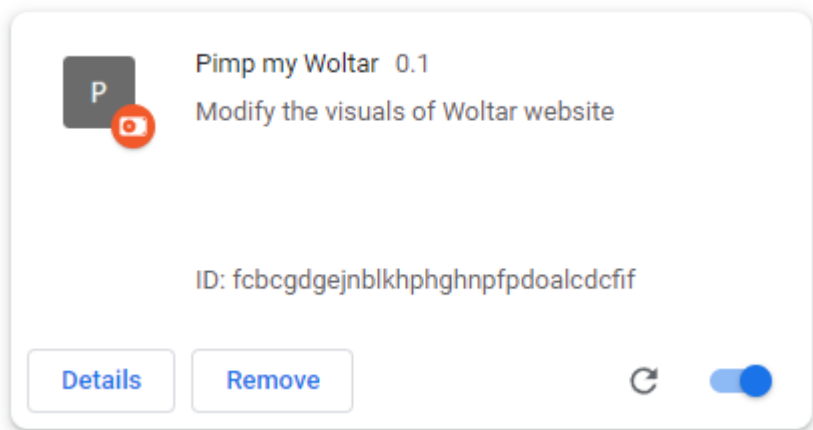 P
Pimp my Woltar 0.1
Modify the visuals of Woltar website
ID: fcbcgdgejnblkhphghnpfpdoalcdcfif
Details
Remove